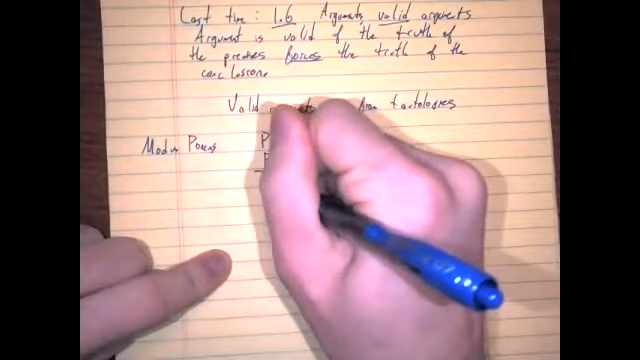 Last time: 1.6 Arguments, valid arguments
Argument is valid if the truth of
the premises forces the truth of the
conclusion.
Valid from tautologies
Modus Ponens P